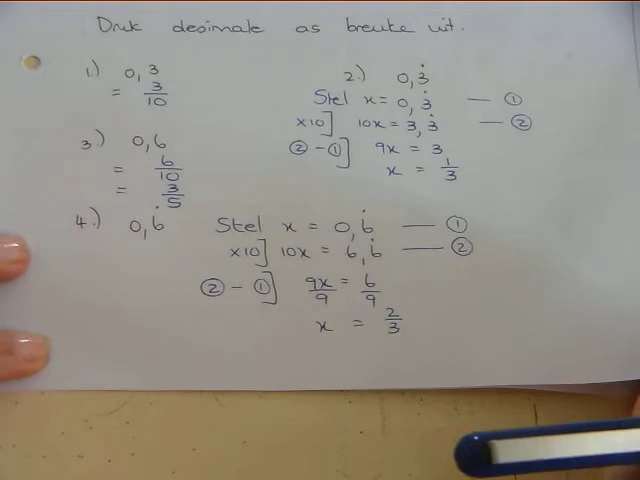 Druk desimale as breuke uit.
1.) 0,3
= 3/10
2.) 0,3̇
Stel x = 0,3̇ — ①
×10] 10x = 3,3̇ — ②
② - ①] 9x = 3
x = 1/3
3.) 0,6
= 6/10
= 3/5
4.) 0,6̇ Stel x = 0,6̇ — ①
×10] 10x = 6,6̇ — ②
② - ①] 9x/9 = 6/9
x = 2/3